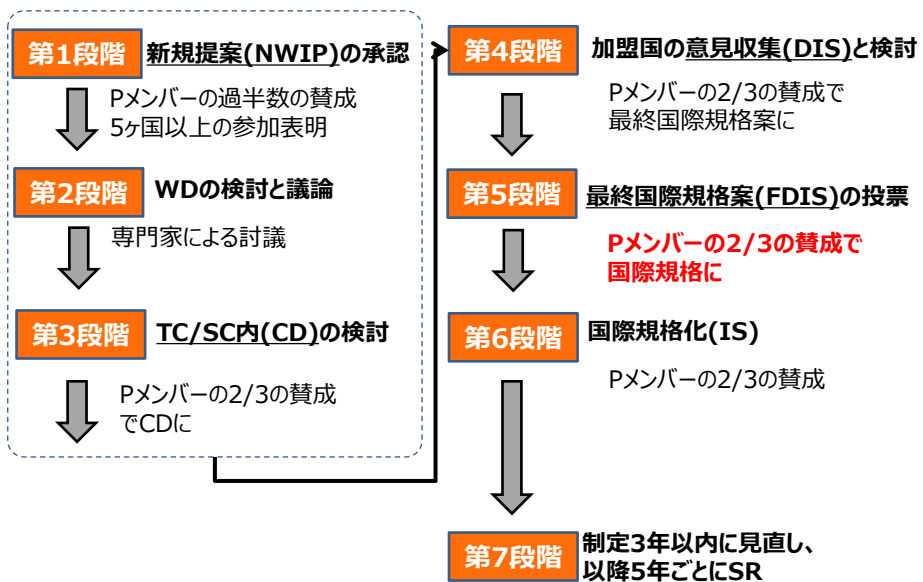 第1段階 新規提案(NWIP)の承認
Pメンバーの過半数の賛成
5ヶ国以上の参加表明
第2段階 WDの検討と議論
専門家による討議
第3段階 TC/SC内(CD)の検討
Pメンバーの2/3の賛成
でCDに
第4段階 加盟国の意見収集(DIS)と検討
Pメンバーの2/3の賛成で
最終国際規格案に
第5段階 最終国際規格案(FDIS)の投票
Pメンバーの2/3の賛成で
国際規格に
第6段階 国際規格化(IS)
Pメンバーの2/3の賛成
第7段階 制定3年以内に見直し、
以降5年ごとにSR